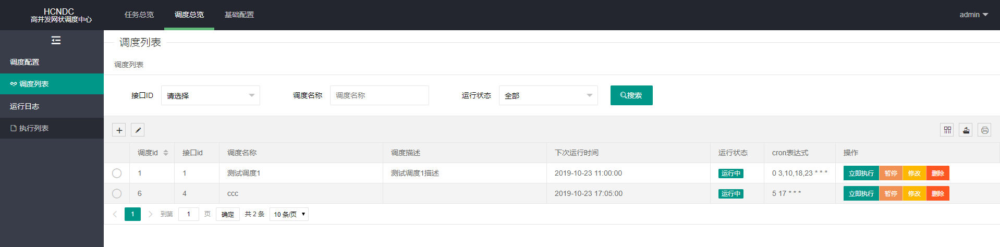 HCNDC
高并发网状调度中心
任务总览 调度总览 基础配置 admin
调度配置
调度列表
运行日志
执行列表
调度列表
调度列表
接口ID 请选择 调度名称 调度名称 运行状态 全部 搜索
调度id 接口id 调度名称 调度描述 下次运行时间 运行状态 cron表达式 操作
1 1 测试调度1 测试调度1描述 2019-10-23 11:00:00 运行中 0 3,10,18,23 * * * 立即执行 暂停 修改 删除
6 4 ccc 2019-10-23 17:05:00 运行中 5 17 * * * 立即执行 暂停 修改 删除
1 到第 1 页 确定 共 2 条 10 条/页